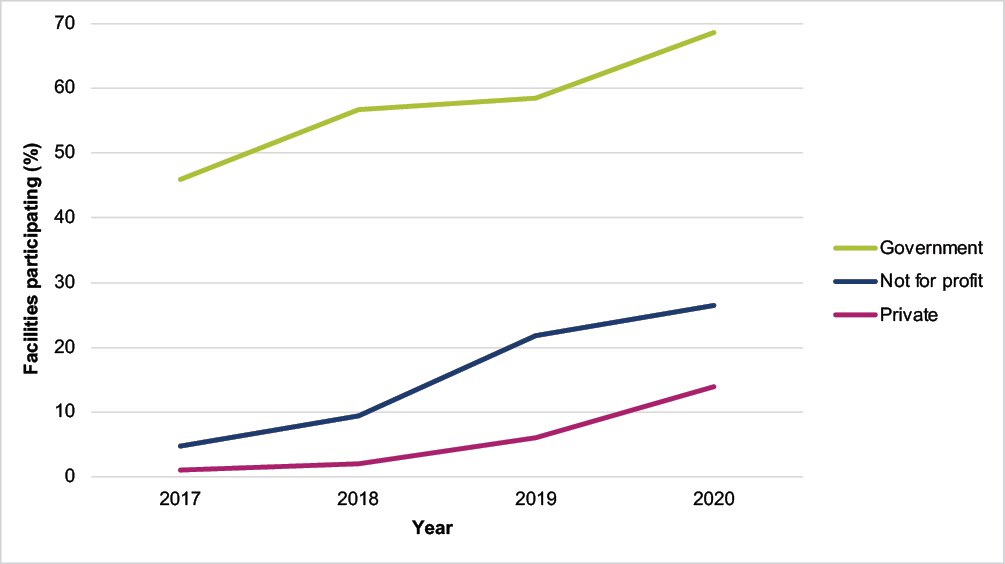 70
60
50
40
30
20
10
0
Facilities participating (%)
2017 2018 2019 2020
Year
Government
Not for profit
Private